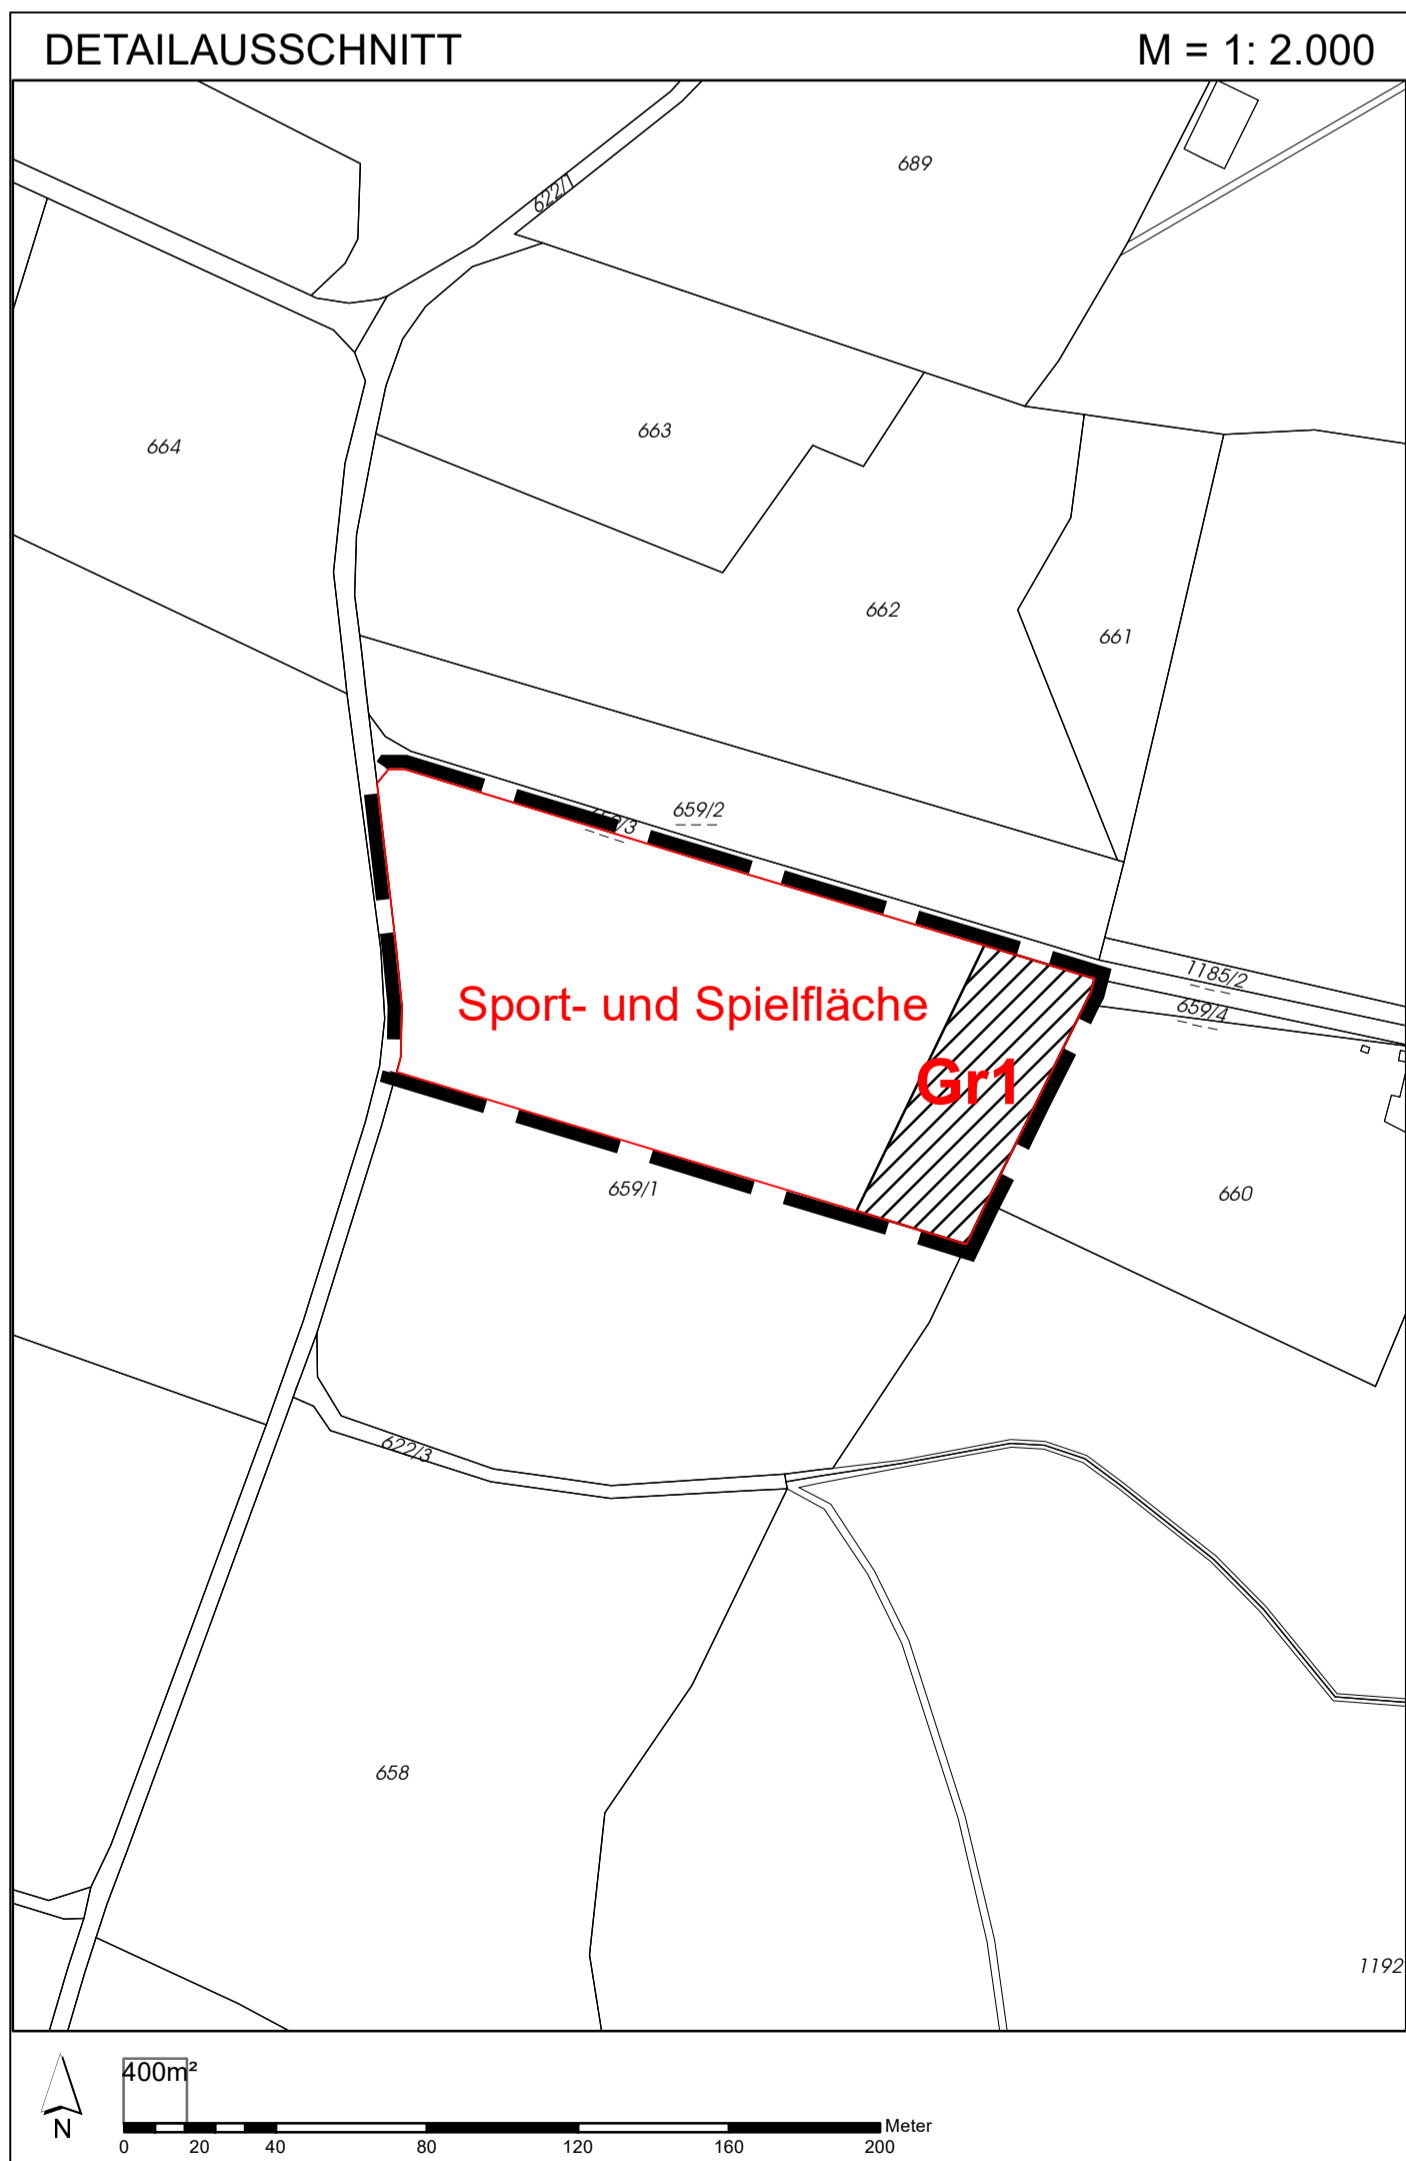 DETAILAUSSCHNITT
M = 1: 2.000
689
622/1
664
663
662
661
659/2
1185/2
659/4
Sport- und Spielfläche
Gr1
659/1
660
622/3
658
1192
400m²
N
0 20 40 80 120 160 200 Meter